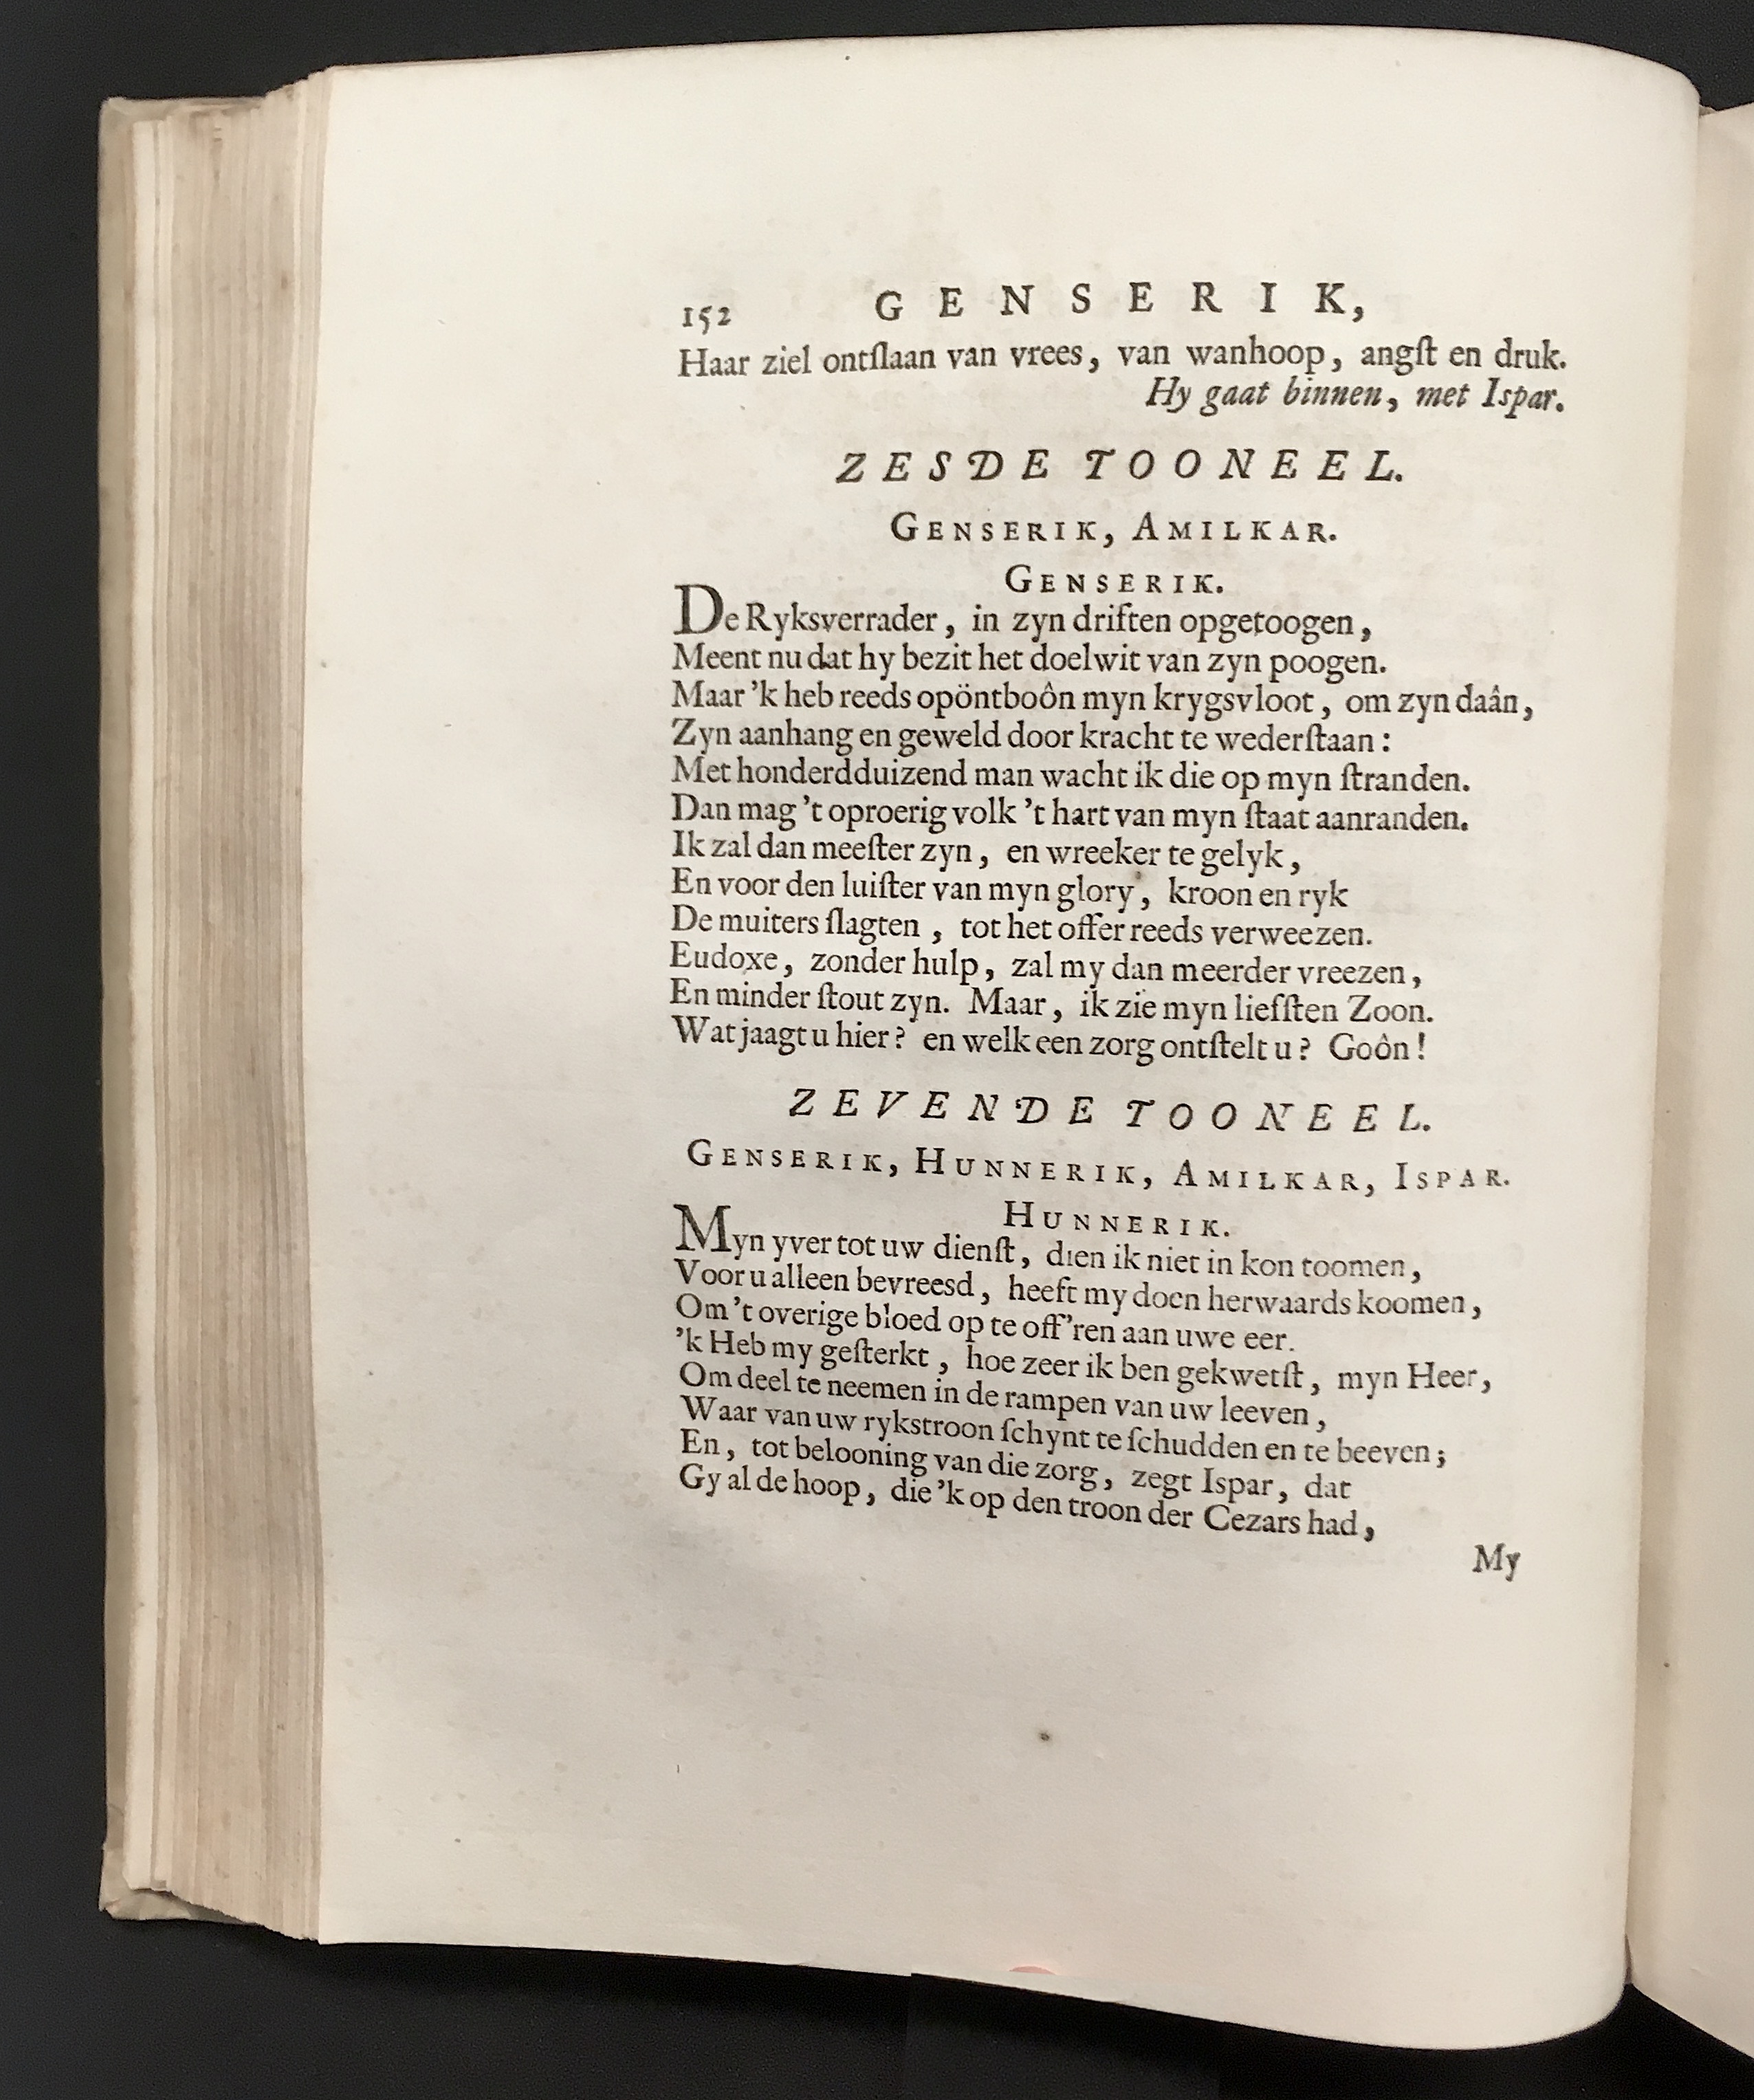 152 GENSERIK,
Haar ziel ontſlaan van vrees, van wanhoop, angſt en druk.
Hy gaat binnen, met Ispar.
ZESDE TOONEEL.
GENSERIK, AMILKAR.
GENSERIK.
De Ryksverrader, in zyn driften opgetoogen,
Meent nu dat hy bezit het doelwit van zyn poogen.
Maar 'k heb reeds opöntboôn myn krygsvloot, om zyn daân,
Zyn aanhang en geweld door kracht te wederſtaan:
Met honderdduizend man wacht ik die op myn ſtranden.
Dan mag 't oproerig volk 't hart van myn ſtaat aanranden.
Ik zal dan meeſter zyn, en wreeker te gelyk,
En voor den luiſter van myn glory, kroon en ryk
De muiters ſlagten, tot het offer reeds verweezen.
Eudoxe, zonder hulp, zal my dan meerder vreezen,
En minder ſtout zyn. Maar, ik zie myn liefſten Zoon.
Wat jaagt u hier? en welk een zorg ontſtelt u? Goôn!
ZEVENDE TOONEEL.
GENSERIK, HUNNERIK, AMILKAR, ISPAR.
HUNNERIK.
Myn yver tot uw dienſt, dien ik niet in kon toomen,
Voor u alleen bevreesd, heeft my doen herwaards koomen,
Om 't overige bloed op te off'ren aan uwe eer.
'k Heb my geſterkt, hoe zeer ik ben gekwetſt, myn Heer,
Om deel te neemen in de rampen van uw leeven,
Waar van uw rykstroon ſchynt te ſchudden en te beeven;
En, tot belooning van die zorg, zegt Ispar, dat
Gy al de hoop, die 'k op den troon der Cezars had,
My